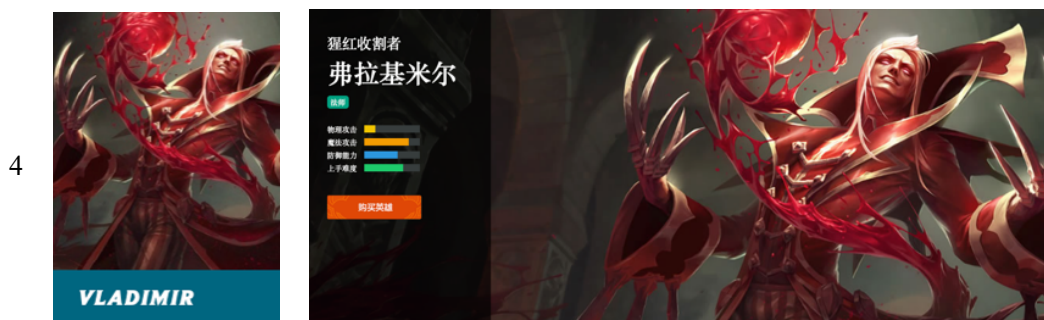 4
VLADIMIR
猩红收割者
弗拉基米尔
法师
物理攻击
魔法攻击
防御能力
上手难度
购买英雄